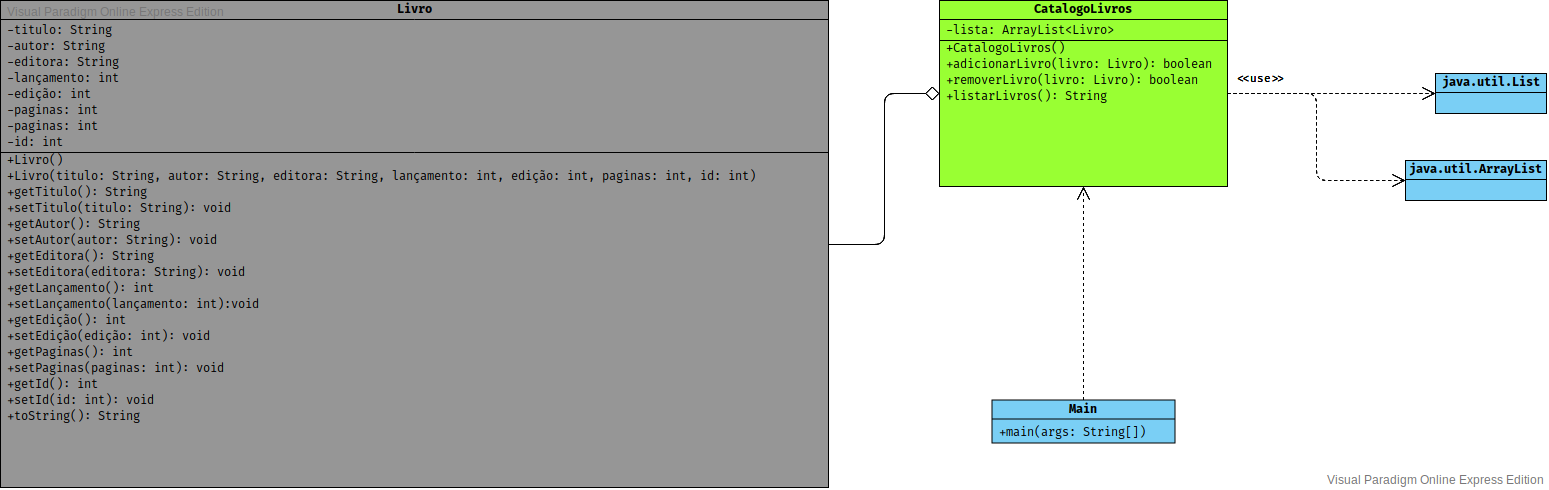 Visual Paradigm Online Express Edition
Livro
-titulo: String
-autor: String
-editora: String
-lançamento: int
-edição: int
-paginas: int
-paginas: int
-id: int
+Livro()
+Livro(titulo: String, autor: String, editora: String, lançamento: int, edição: int, paginas: int, id: int)
+getTitulo(): String
+setTitulo(titulo: String): void
+getAutor(): String
+setAutor(autor: String): void
+getEditora(): String
+setEditora(editora: String): void
+getLançamento(): int
+setLançamento(lançamento: int):void
+getEdição(): int
+setEdição(edição: int): void
+getPaginas(): int
+setPaginas(paginas: int): void
+getId(): int
+setId(id: int): void
+toString(): String
CatalogoLivros
-lista: ArrayList<Livro>
+CatalogoLivros()
+adicionarLivro(livro: Livro): boolean
+removerLivro(livro: Livro): boolean
+listarLivros(): String
<<use>>
java.util.List
java.util.ArrayList
Main
+main(args: String[])
Visual Paradigm Online Express Edition